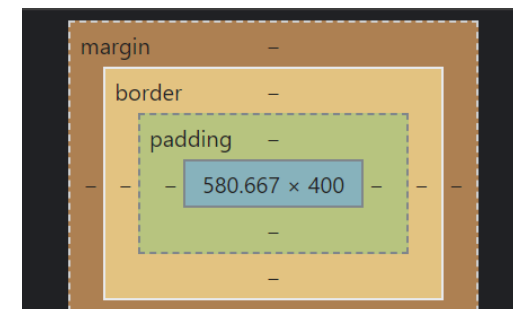 margin –
border –
padding –
– – – 580.667 × 400 – – –
–
–